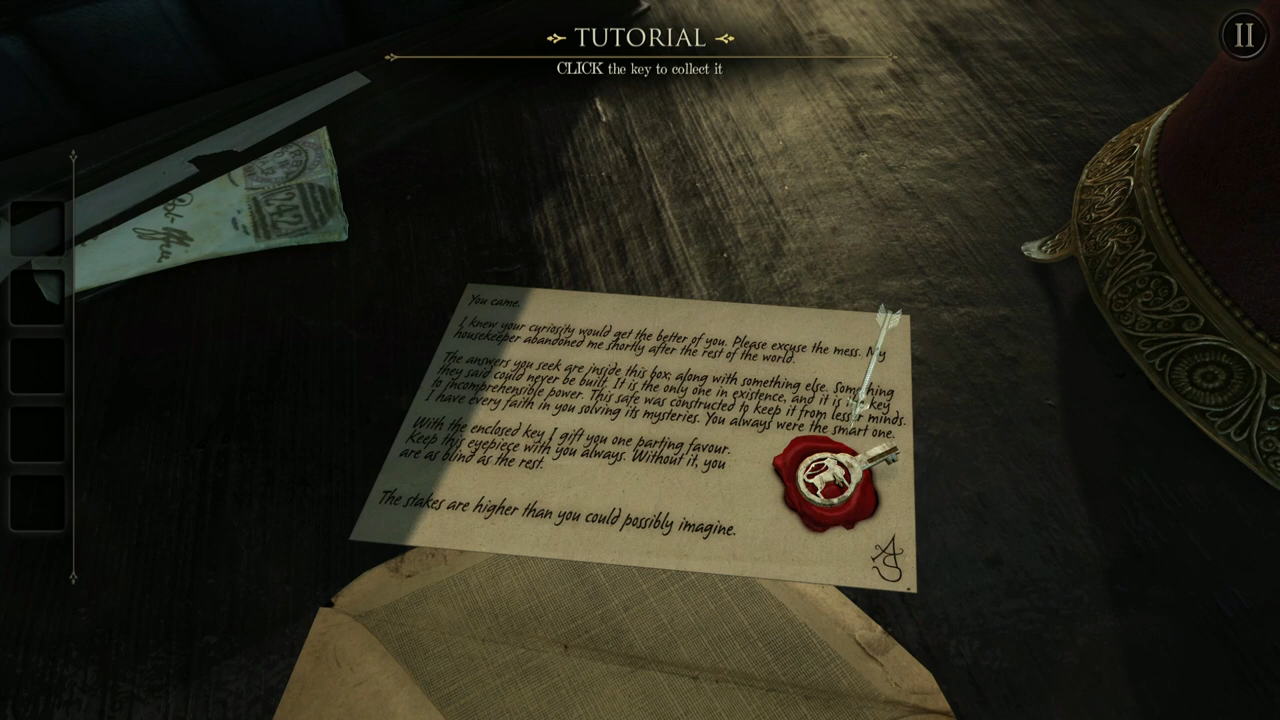 TUTORIAL
CLICK the key to collect it
You came.
I knew your curiosity would get the better of you. Please excuse the mess. My
housekeeper abandoned me shortly after the rest of the world.
The answers you seek are inside this box; along with something else. Something
they said could never be built. It is the only one in existence, and it is the key
to incomprehensible power. This safe was constructed to keep it from lesser minds.
I have every faith in you solving its mysteries. You always were the smart one.
With the enclosed key I gift you one parting favour.
Keep this eyepiece with you always. Without it, you
are as blind as the rest.
The stakes are higher than you could possibly imagine.